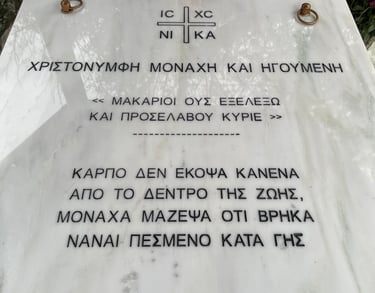 IC XC
NI KA
ΧΡΙΣΤΟΝΥΜΦΗ ΜΟΝΑΧΗ ΚΑΙ ΗΓΟΥΜΕΝΗ
<< ΜΑΚΑΡΙΟΙ ΟΥΣ ΕΞΕΛΕΞΩ
ΚΑΙ ΠΡΟΣΕΛΑΒΟΥ ΚΥΡΙΕ >>
--------------------
ΚΑΡΠΟ ΔΕΝ ΕΚΟΨΑ ΚΑΝΕΝΑ
ΑΠΟ ΤΟ ΔΕΝΤΡΟ ΤΗΣ ΖΩΗΣ,
ΜΟΝΑΧΑ ΜΑΖΕΨΑ ΟΤΙ ΒΡΗΚΑ
ΝΑΝΑΙ ΠΕΣΜΕΝΟ ΚΑΤΑ ΓΗΣ